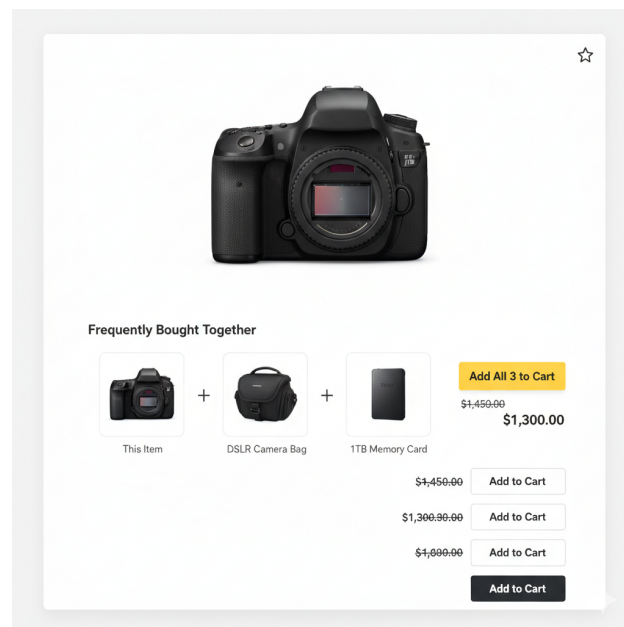 Frequently Bought Together
Add All 3 to Cart
$1,450.00
$1,300.00
This Item
DSLR Camera Bag
1TB Memory Card
$1,450.00 Add to Cart
$1,300.30.00 Add to Cart
$1,800.00 Add to Cart
Add to Cart